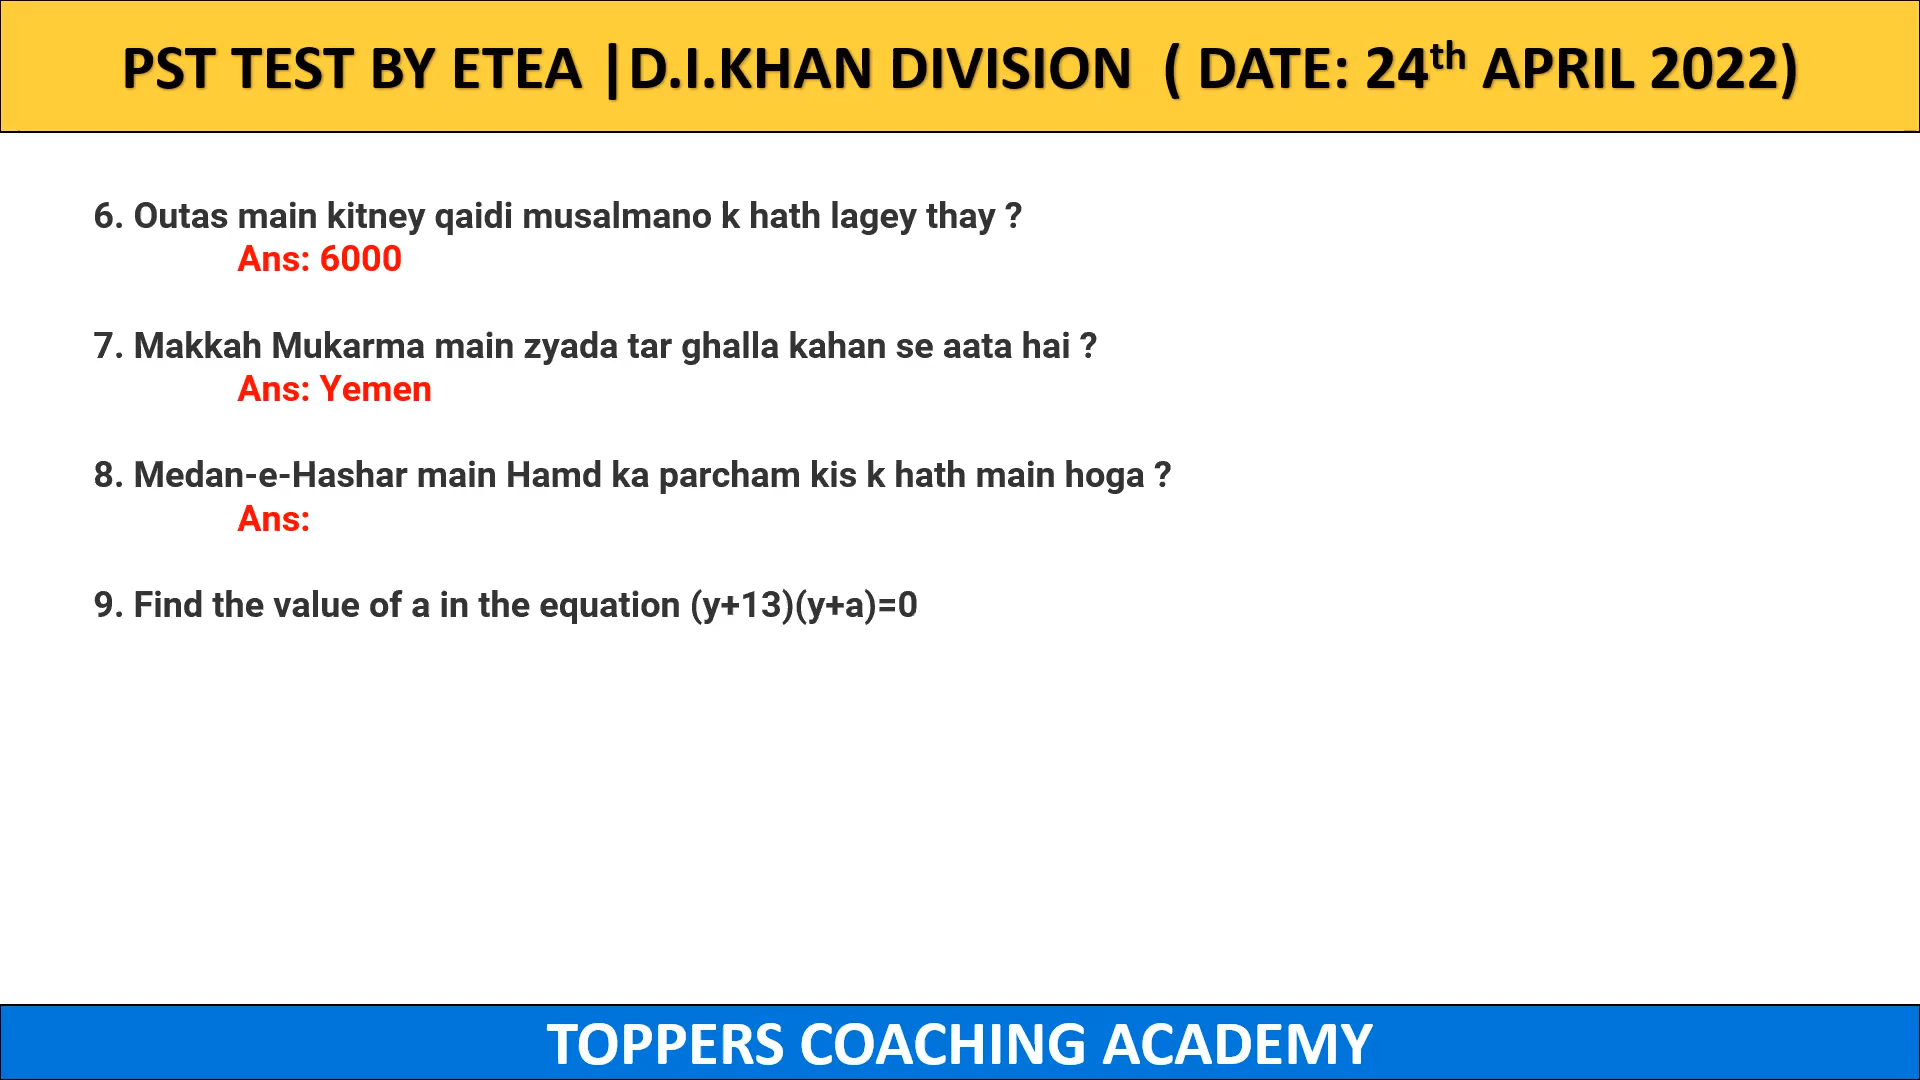 PST TEST BY ETEA |D.I.KHAN DIVISION ( DATE: 24th APRIL 2022)
6. Outas main kitney qaidi musalmano k hath lagey thay ?
Ans: 6000
7. Makkah Mukarma main zyada tar ghalla kahan se aata hai ?
Ans: Yemen
8. Medan-e-Hashar main Hamd ka parcham kis k hath main hoga ?
Ans:
9. Find the value of a in the equation (y+13)(y+a)=0
TOPPERS COACHING ACADEMY